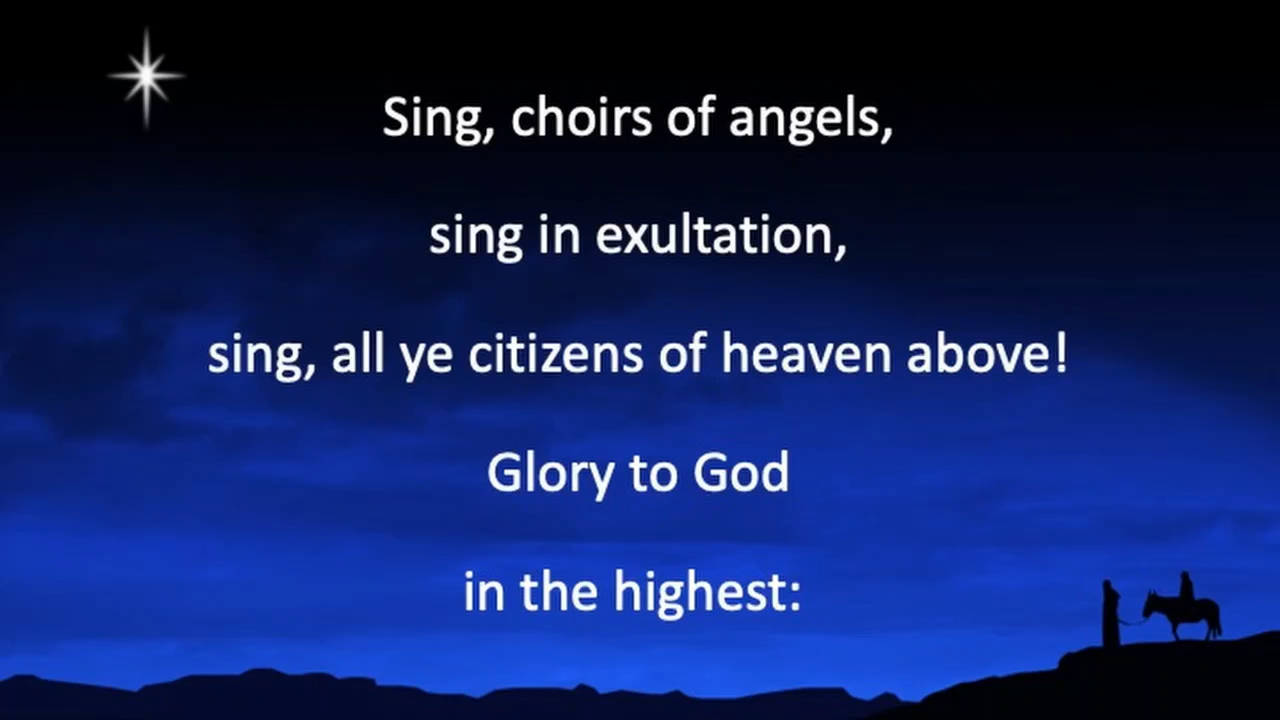 Sing, choirs of angels,
sing in exultation,
sing, all ye citizens of heaven above!
Glory to God
in the highest: